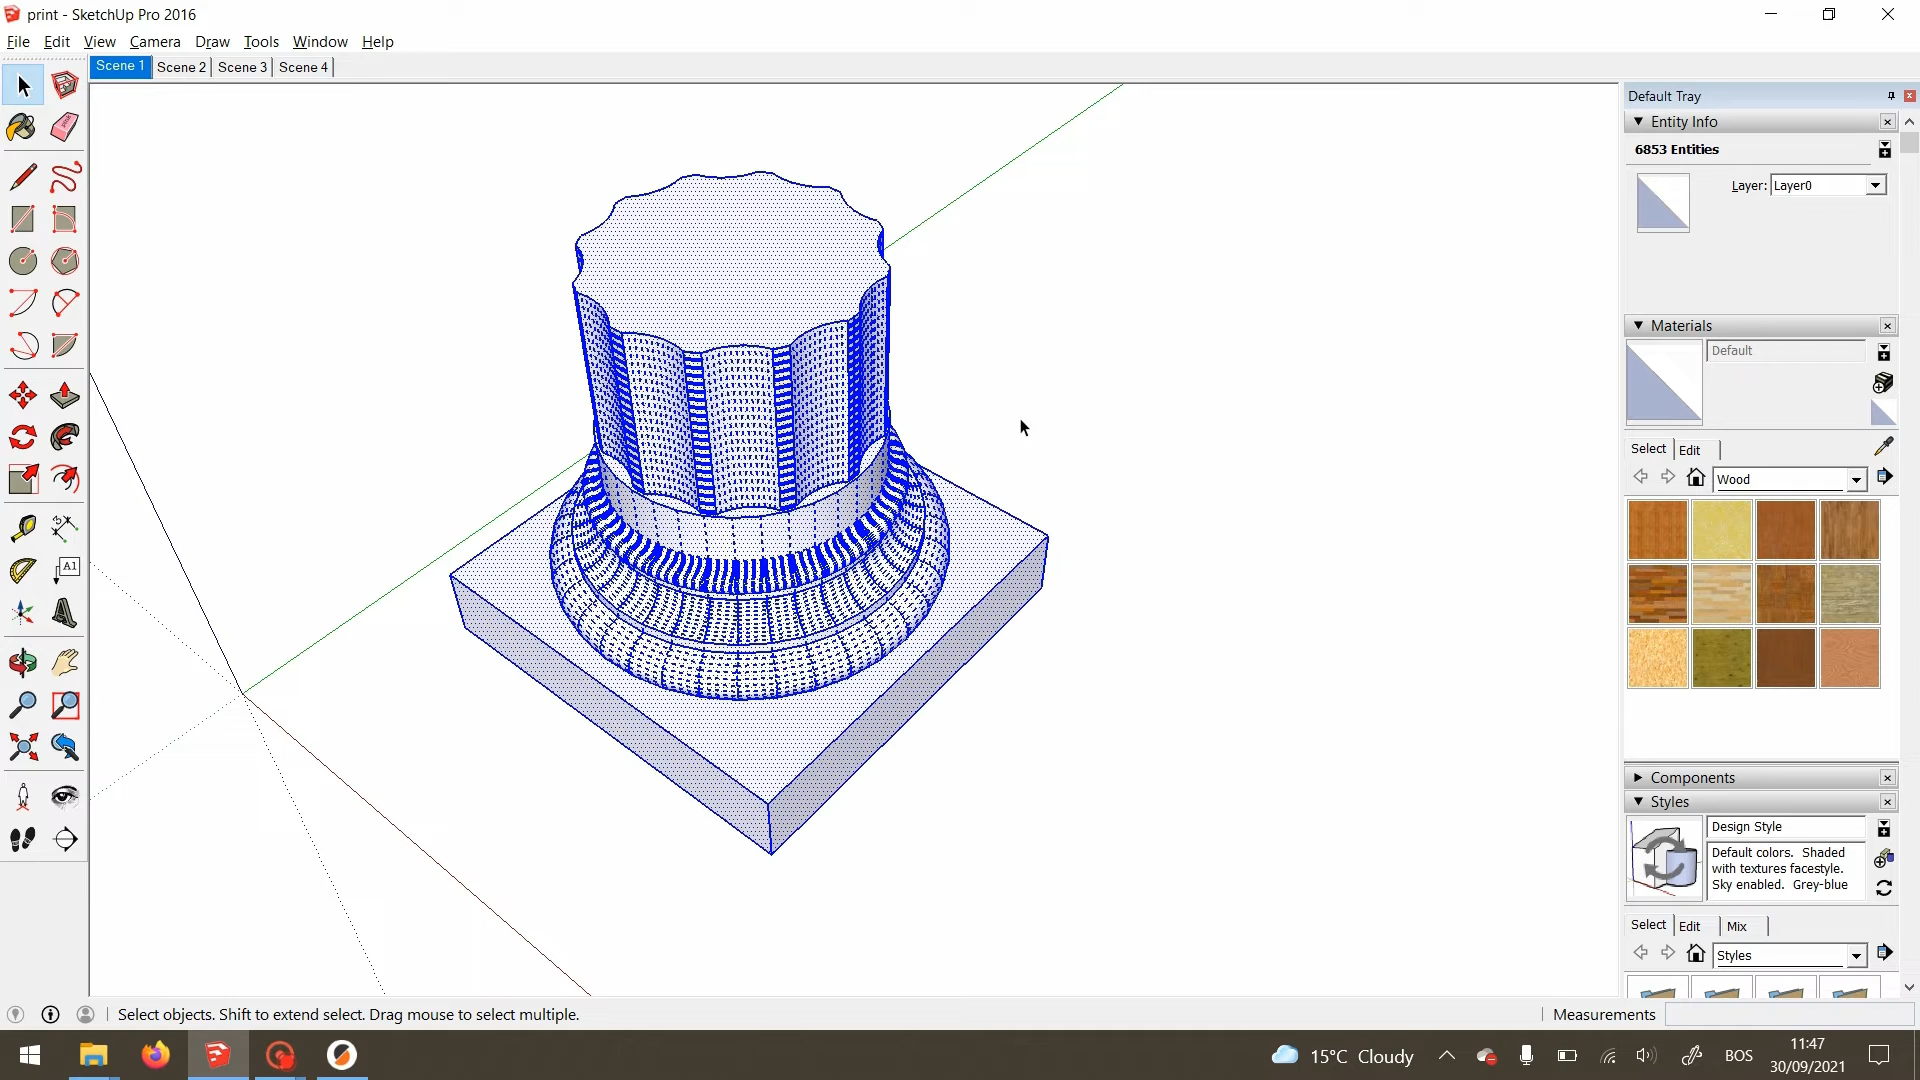 print - SketchUp Pro 2016
File Edit View Camera Draw Tools Window Help
Scene 1 Scene 2 Scene 3 Scene 4
Default Tray
Entity Info
6853 Entities
Layer: Layer0
Materials
Default
Select Edit
Wood
A1
Components
Styles
Design Style
Default colors. Shaded
with textures facestyle.
Sky enabled. Grey-blue
Select Edit Mix
Styles
Select objects. Shift to extend select. Drag mouse to select multiple.
Measurements
15°C Cloudy
BOS
11:47
30/09/2021